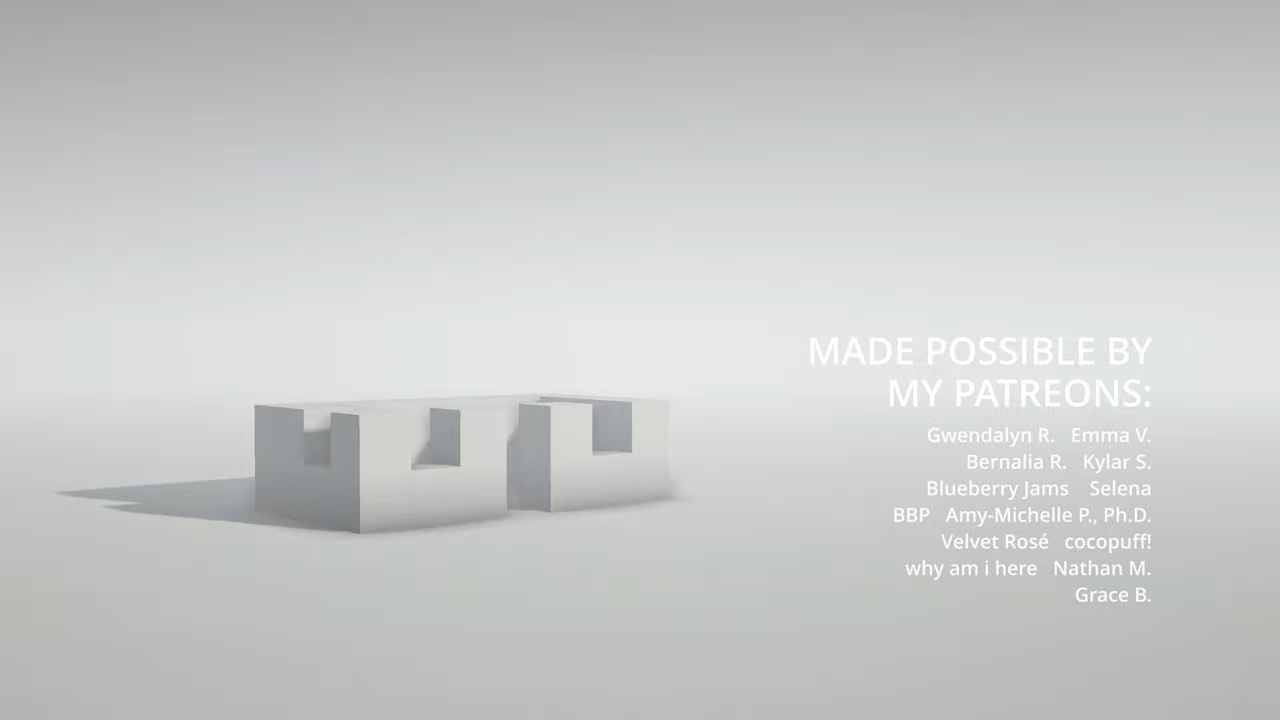 MADE POSSIBLE BY
MY PATREONS:
Gwendalyn R. Emma V.
Bernalia R. Kylar S.
Blueberry Jams Selena
BBP Amy-Michelle P., Ph.D.
Velvet Rosé cocopuff!
why am i here Nathan M.
Grace B.